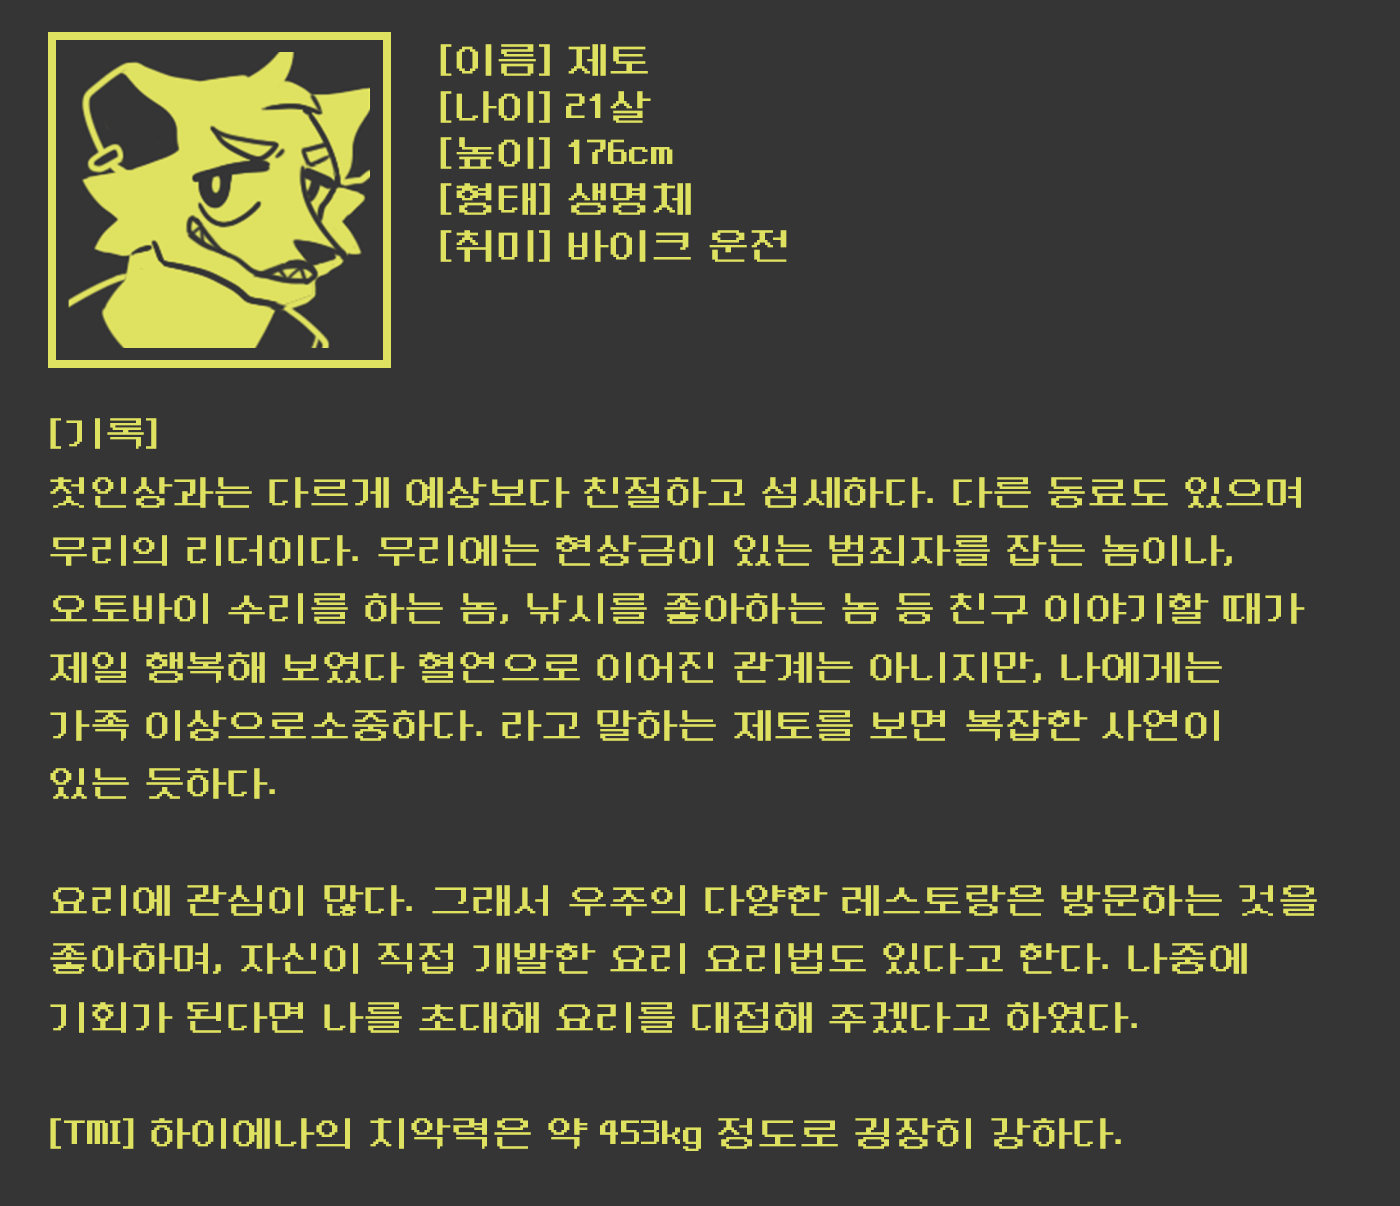 [이름] 제토
[나이] 21살
[높이] 176cm
[형태] 생명체
[취미] 바이크 운전
[기록]
첫인상과는 다르게 예상보다 친절하고 섬세하다. 다른 동료도 있으며
무리의 리더이다. 무리에는 현상금이 있는 범죄자를 잡는 놈이나,
오토바이 수리를 하는 놈, 낚시를 좋아하는 놈 등 친구 이야기할 때가
제일 행복해 보였다 혈연으로 이어진 관계는 아니지만, 나에게는
가족 이상으로소중하다. 라고 말하는 제토를 보면 복잡한 사연이
있는 듯하다.
요리에 관심이 많다. 그래서 우주의 다양한 레스토랑은 방문하는 것을
좋아하며, 자신이 직접 개발한 요리 요리법도 있다고 한다. 나중에
기회가 된다면 나를 초대해 요리를 대접해 주겠다고 하였다.
[TMI] 하이에나의 치악력은 약 453kg 정도로 굉장히 강하다.